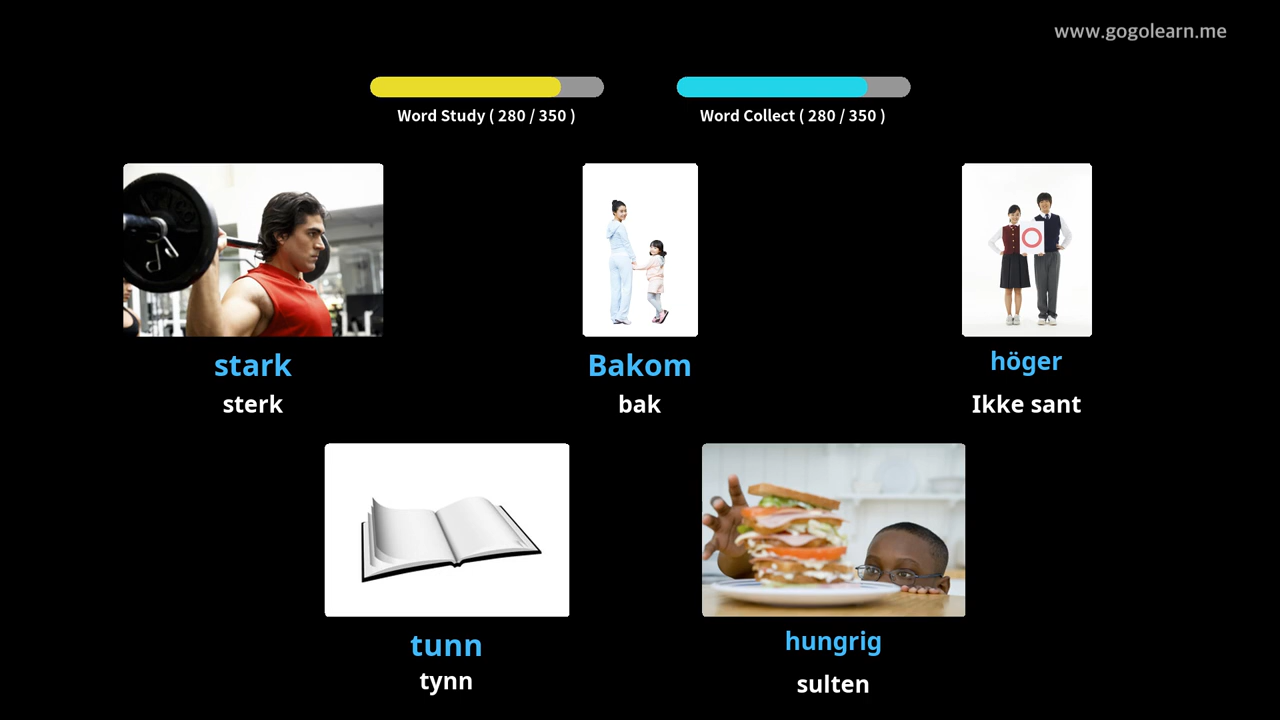 www.gogolearn.me
Word Study ( 280 / 350 )
Word Collect ( 280 / 350 )
stark
sterk
Bakom
bak
höger
Ikke sant
tunn
tynn
hungrig
sulten